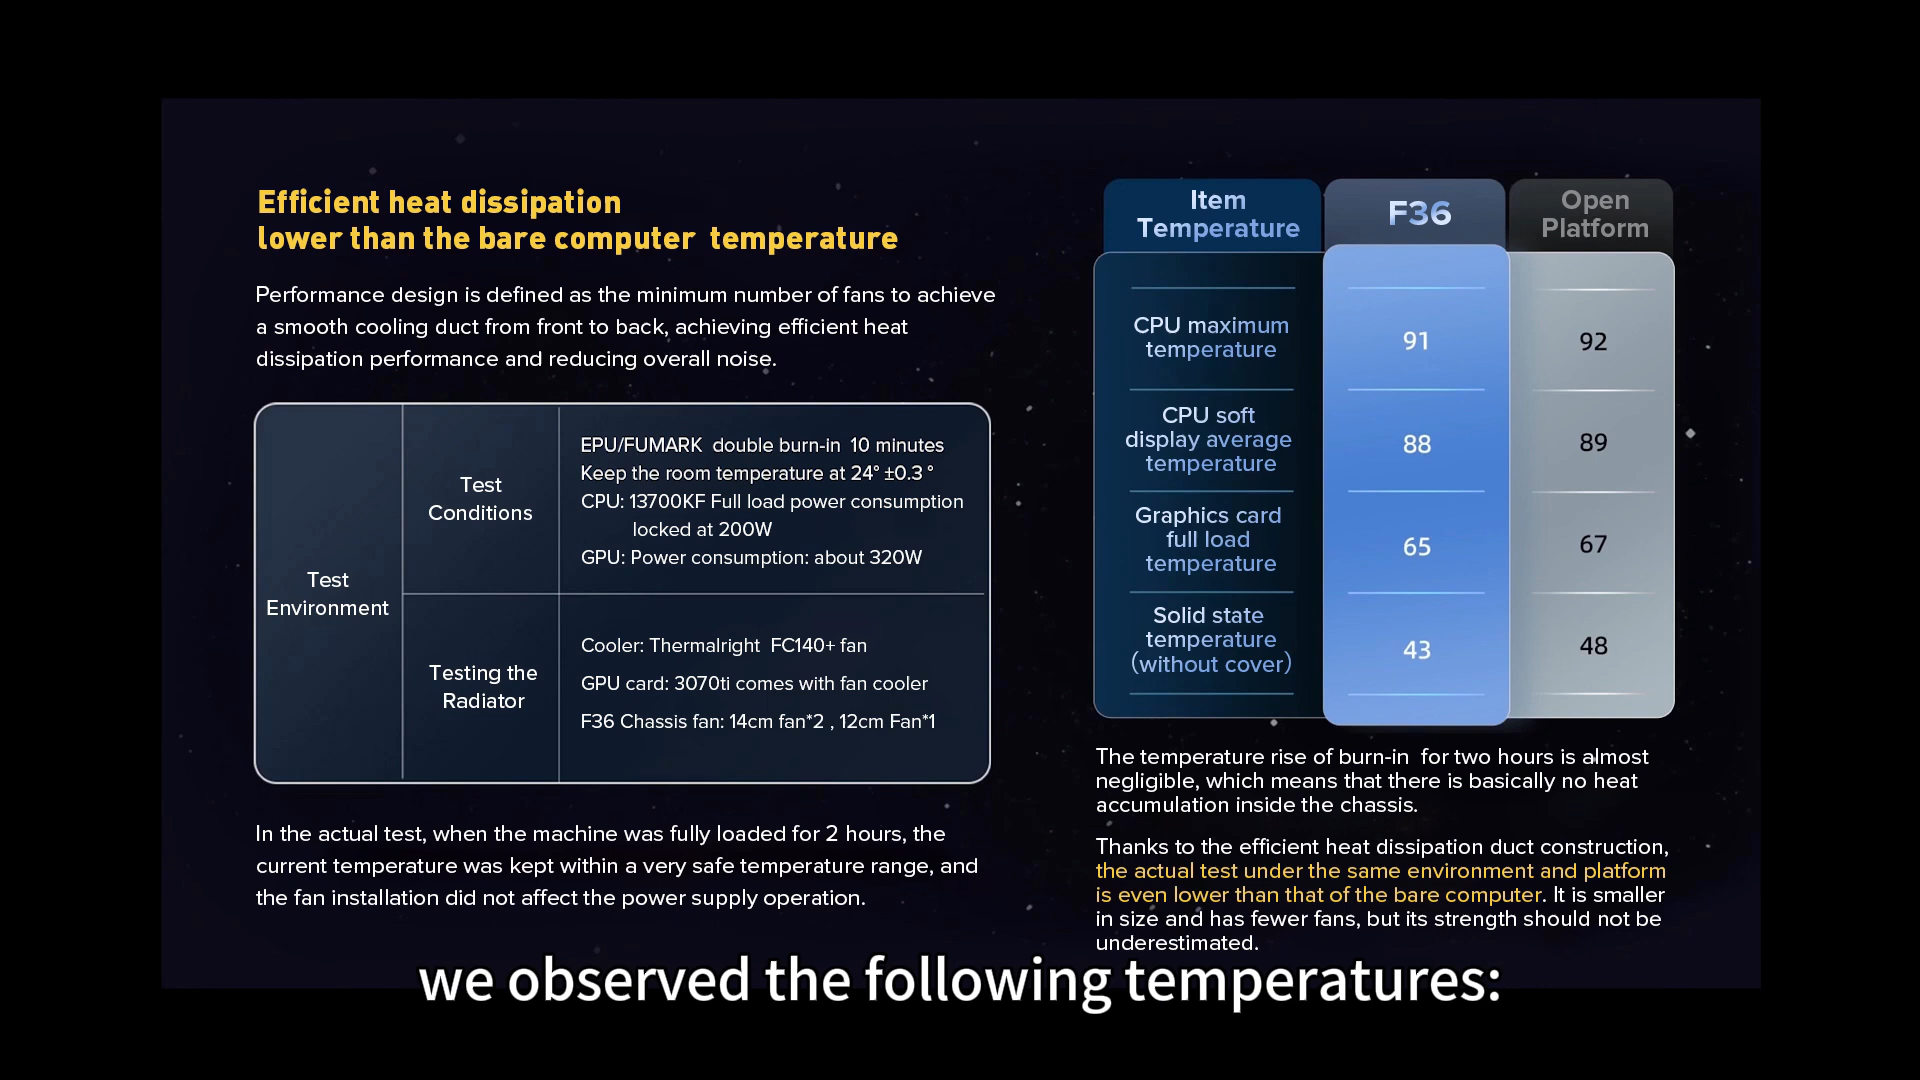 Efficient heat dissipation
lower than the bare computer temperature
Performance design is defined as the minimum number of fans to achieve
a smooth cooling duct from front to back, achieving efficient heat
dissipation performance and reducing overall noise.
Test
Environment
Test
Conditions
EPU/FUMARK double burn-in 10 minutes
Keep the room temperature at 24° ±0.3 °
CPU: 13700KF Full load power consumption
locked at 200W
GPU: Power consumption: about 320W
Testing the
Radiator
Cooler: Thermalright FC140+ fan
GPU card: 3070ti comes with fan cooler
F36 Chassis fan: 14cm fan*2 , 12cm Fan*1
In the actual test, when the machine was fully loaded for 2 hours, the
current temperature was kept within a very safe temperature range, and
the fan installation did not affect the power supply operation.
Item
Temperature
F36
Open
Platform
CPU maximum
temperature
91
92
CPU soft
display average
temperature
88
89
Graphics card
full load
temperature
65
67
Solid state
temperature
(without cover)
43
48
The temperature rise of burn-in for two hours is almost
negligible, which means that there is basically no heat
accumulation inside the chassis.
Thanks to the efficient heat dissipation duct construction,
the actual test under the same environment and platform
is even lower than that of the bare computer. It is smaller
in size and has fewer fans, but its strength should not be
underestimated.
we observed the following temperatures: